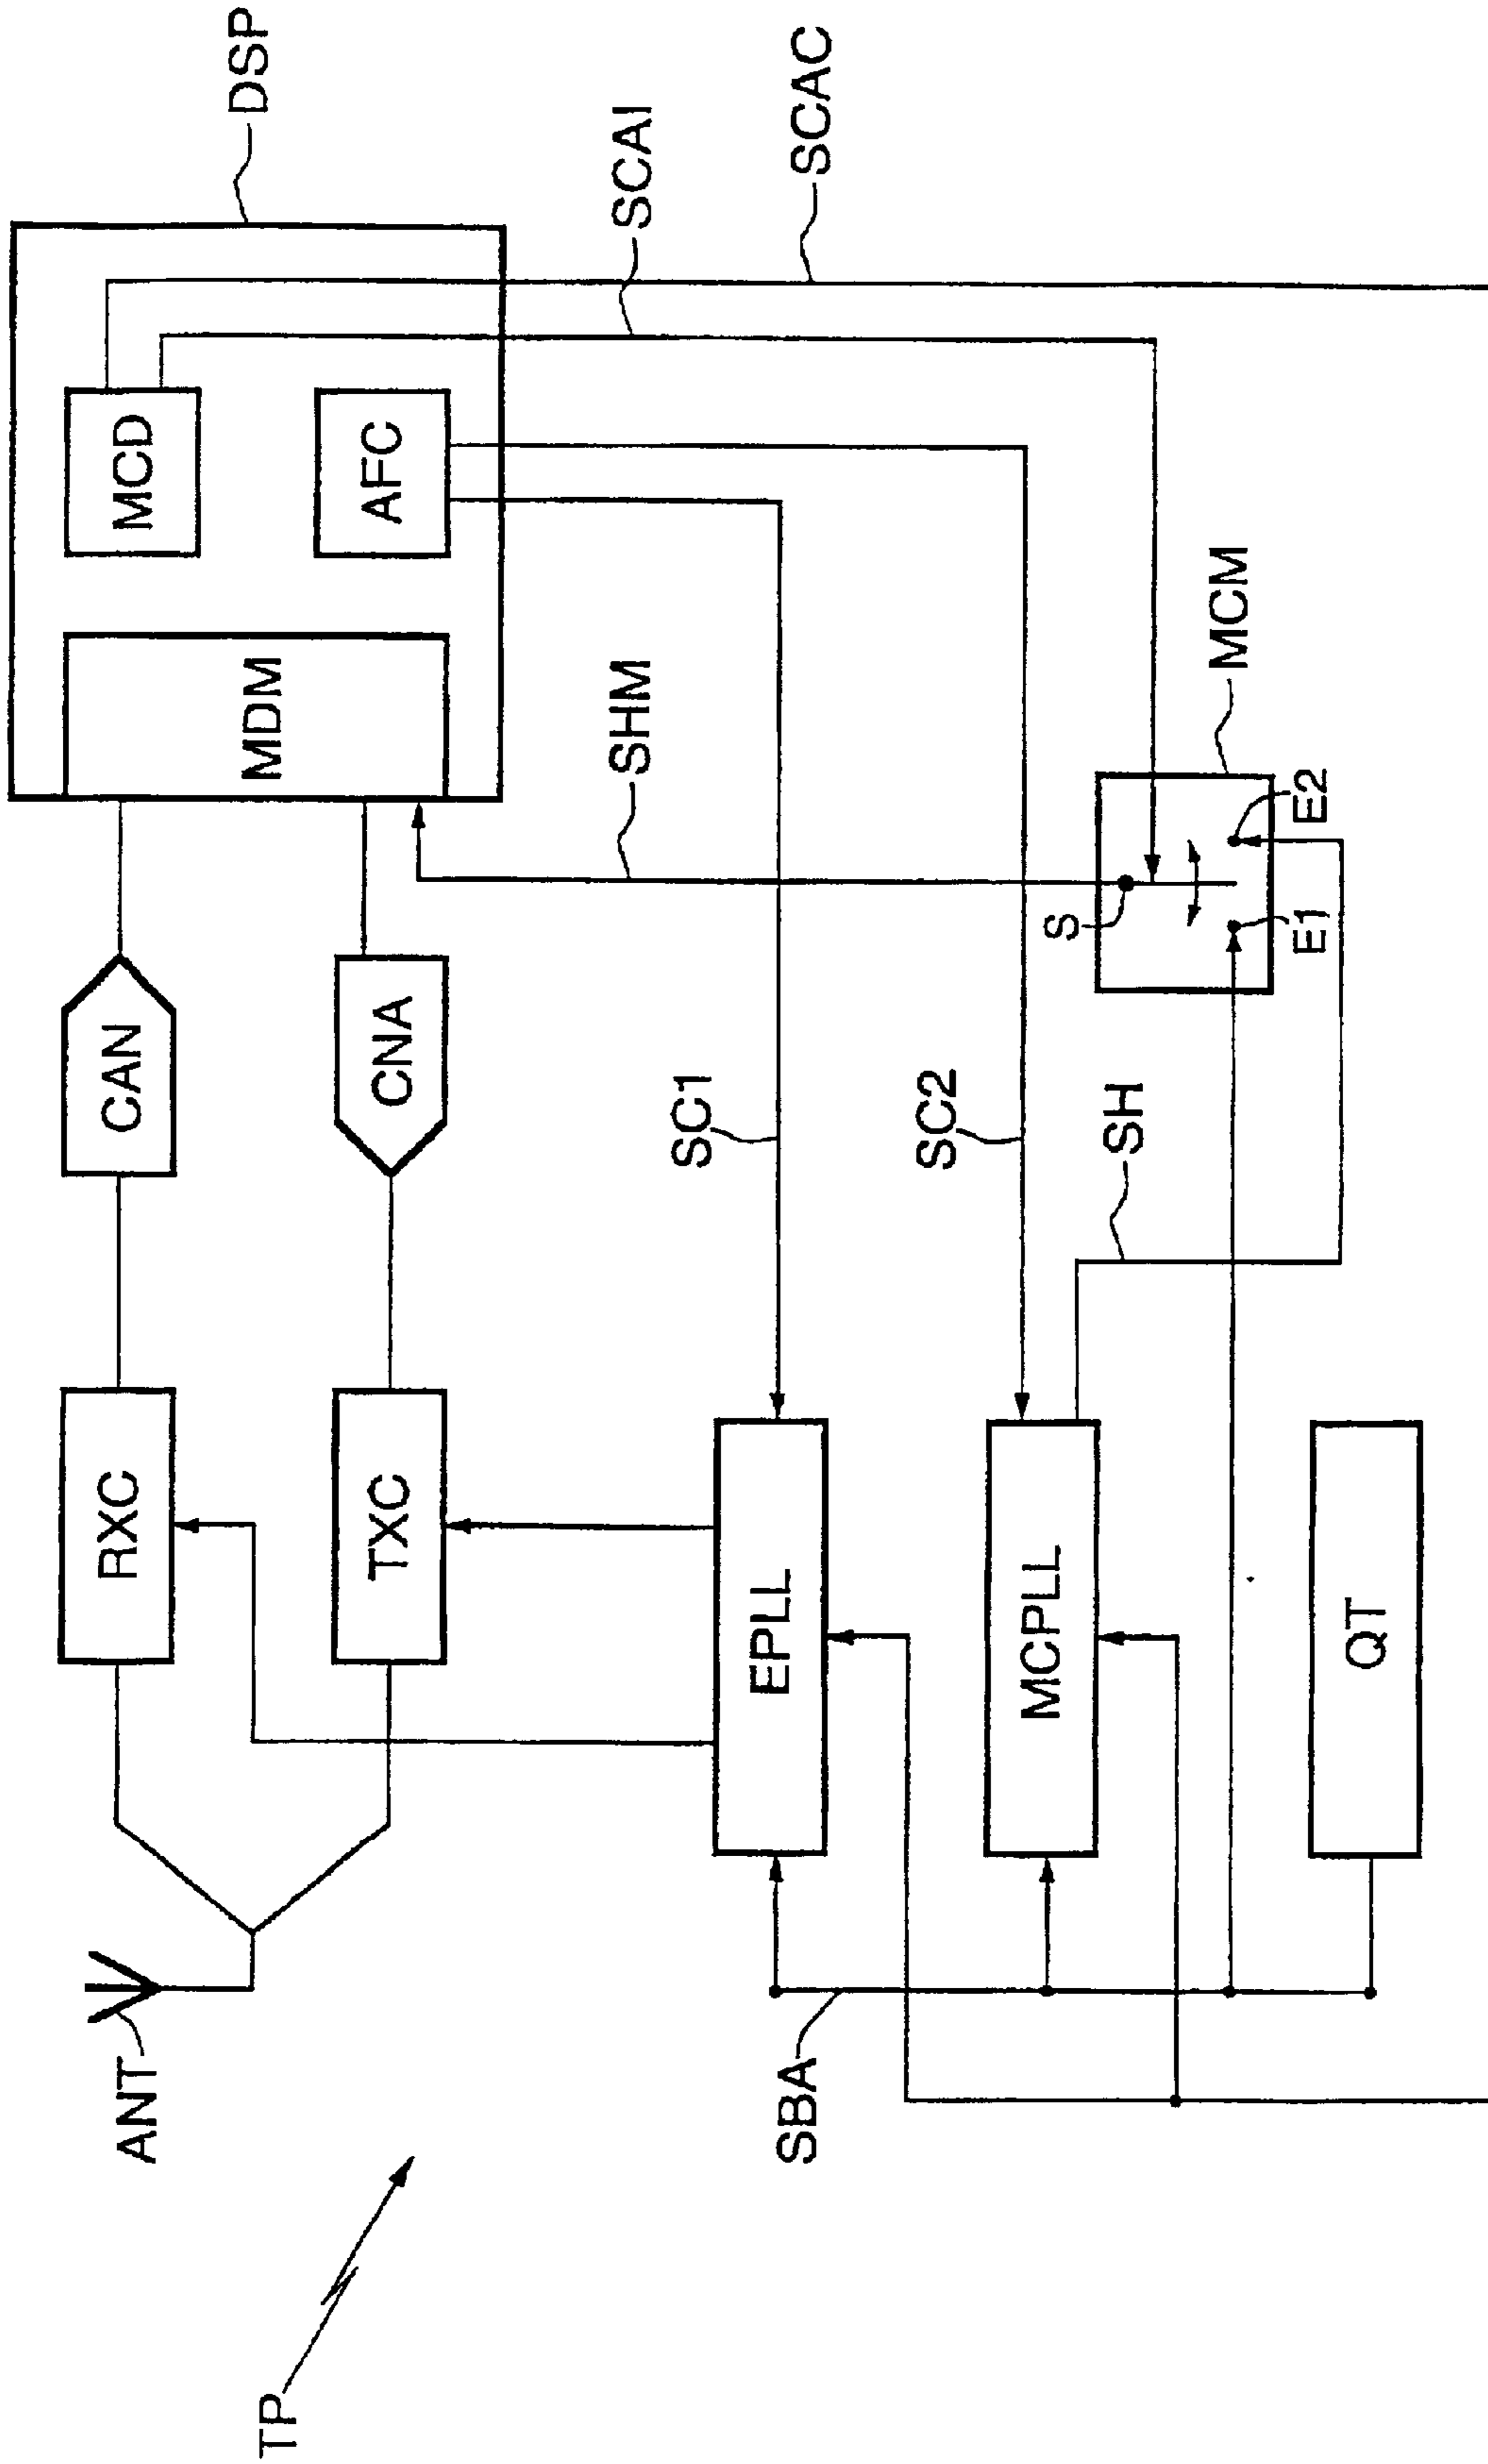 TP
ANT
RXC
CAN
MDM
MCD
DSP
TXC
CNA
AFC
SHM
SCAI
SCAC
SC1
EPLL
SBA
SC2
MCPLL
SH
S
MCM
E1
E2
QT